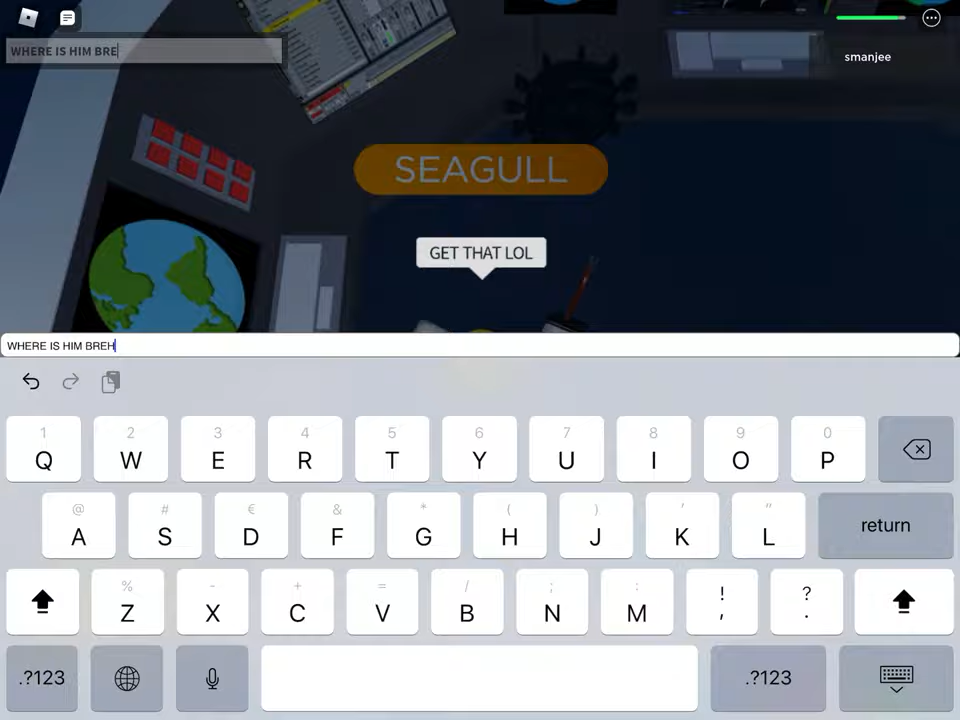 WHERE IS HIM BRE
smanjee
SEAGULL
GET THAT LOL
WHERE IS HIM BREH
1 2 3 4 5 6 7 8 9 0
Q W E R T Y U I O P
@ # € & * ( ) ' "
A S D F G H J K L return
% - + = / ; : ! ?
Z X C V B N M , .
.?123 .?123